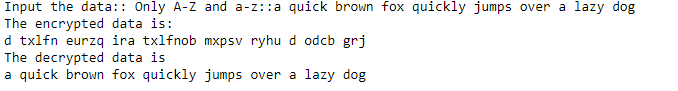 Input the data:: Only A-Z and a-z::a quick brown fox quickly jumps over a lazy dog
The encrypted data is:
d txlfn eurzq ira txlfnob mxpsv ryhu d odcb grj
The decrypted data is
a quick brown fox quickly jumps over a lazy dog